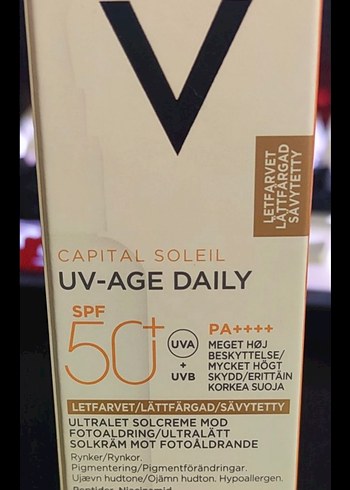 V
LETFARVET
LÄTTFÄRGAD
SÄVYTETTY
CAPITAL SOLEIL
UV-AGE DAILY
SPF
50+
UVA
+
UVB
PA++++
MEGET HØJ
BESKYTTELSE/
MYCKET HÖGT
SKYDD/ERITTÄIN
KORKEA SUOJA
LETFARVET/LÄTTFÄRGAD/SÄVYTETTY
ULTRALET SOLCREME MOD
FOTOALDRING/ULTRALÄTT
SOLKRÄM MOT FOTOÅLDRANDE
Rynker/Rynkor.
Pigmentering/Pigmentförändringar.
Ujævn hudtone/Ojämn hudton. Hypoallergen.
Peptider, Niacinamid